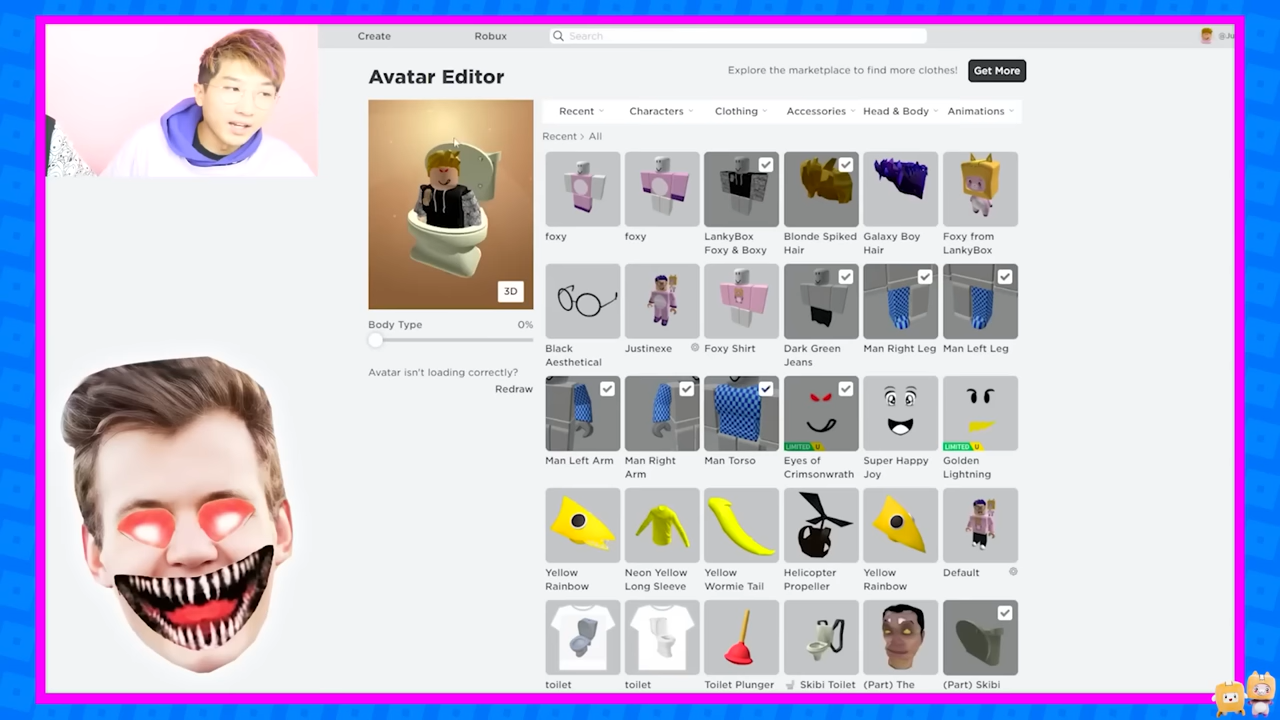 Create Robux Search @Ju
Avatar Editor
Explore the marketplace to find more clothes! Get More
Recent Characters Clothing Accessories Head & Body Animations
Recent > All
foxy
foxy
LankyBox
Foxy & Boxy
Blonde Spiked
Hair
Galaxy Boy
Hair
Foxy from
LankyBox
3D
Body Type 0%
Avatar isn't loading correctly?
Redraw
Black
Aesthetical
Justinexe
Foxy Shirt
Dark Green
Jeans
Man Right Leg
Man Left Leg
Man Left Arm
Man Right
Arm
Man Torso
LIMITED U
Eyes of
Crimsonwrath
Super Happy
Joy
LIMITED U
Golden
Lightning
Yellow
Rainbow
Neon Yellow
Long Sleeve
Yellow
Wormie Tail
Helicopter
Propeller
Yellow
Rainbow
Default
toilet
toilet
Toilet Plunger
Skibi Toilet
(Part) The
(Part) Skibi